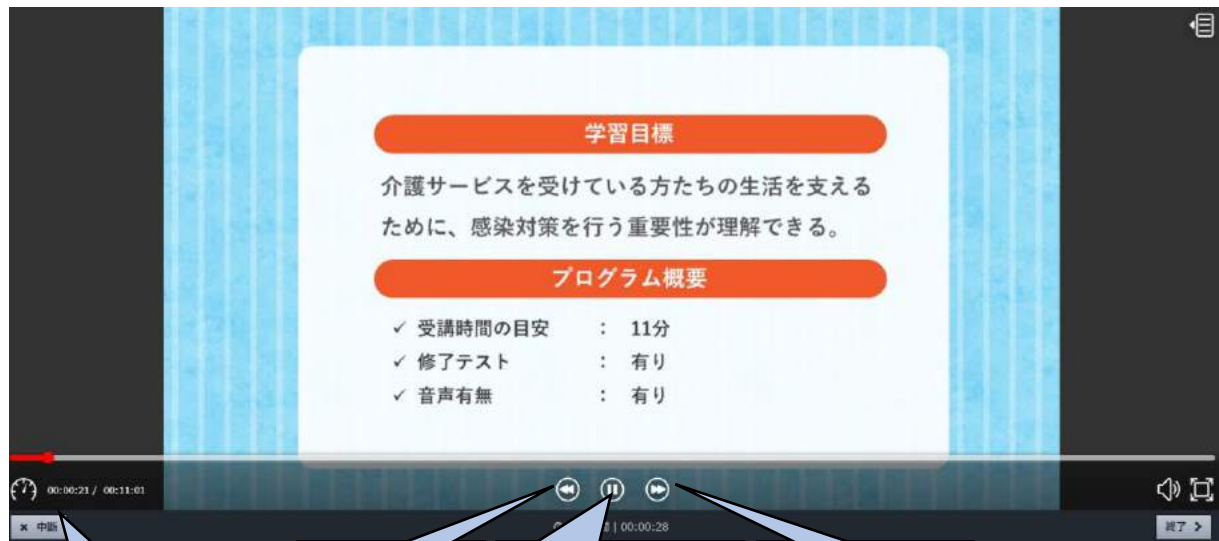 学習目標
介護サービスを受けている方たちの生活を支える
ために、感染対策を行う重要性が理解できる。
プログラム概要
✓ 受講時間の目安 : 11分
✓ 修了テスト : 有り
✓ 音声有無 : 有り
00:00:21 / 00:11:01
× 中断
| 00:00:28
終了 >